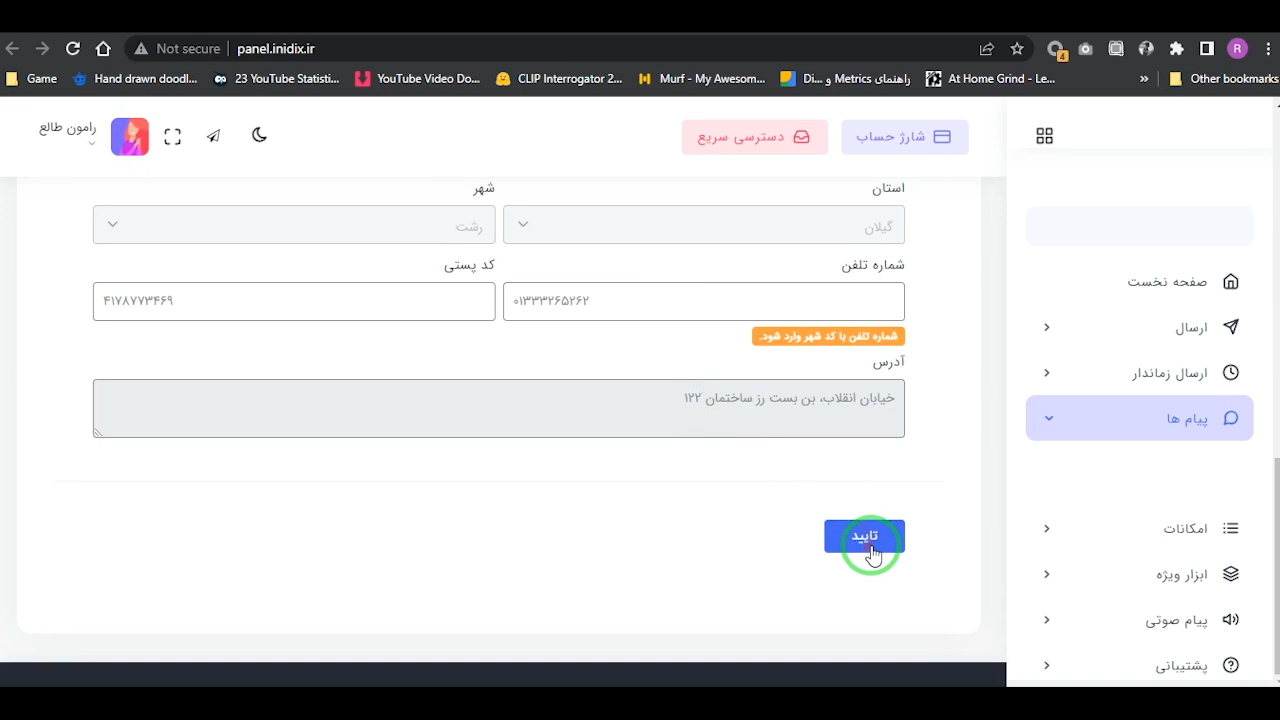 Not secure
panel.inidix.ir
4
R
Game
Hand drawn doodl...
23 YouTube Statisti...
YouTube Video Do...
CLIP Interrogator 2...
Murf - My Awesom...
راهنمای Metrics و Di...
At Home Grind - Le...
»
Other bookmarks
شارژ حساب
دسترسی سریع
رامون طالع
استان
شهر
گیلان
رشت
شماره تلفن
کد پستی
۰۱۳۳۳۲۶۵۲۶۲
۴۱۷۸۷۷۳۴۶۹
شماره تلفن با کد شهر وارد شود.
آدرس
خیابان انقلاب، بن بست رز ساختمان ۱۲۲
تایید
صفحه نخست
ارسال
ارسال زماندار
پیام ها
امکانات
ابزار ویژه
پیام صوتی
پشتیبانی